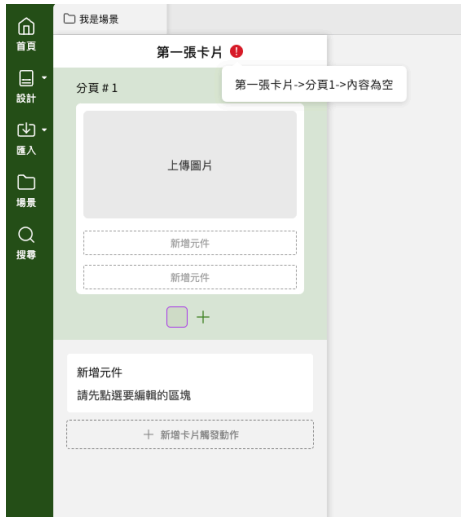 首頁
設計
匯入
場景
搜尋
我是場景
第一張卡片
分頁 # 1
第一張卡片->分頁1->內容為空
上傳圖片
新增元件
新增元件
新增元件
請先點選要編輯的區塊
新增卡片觸發動作